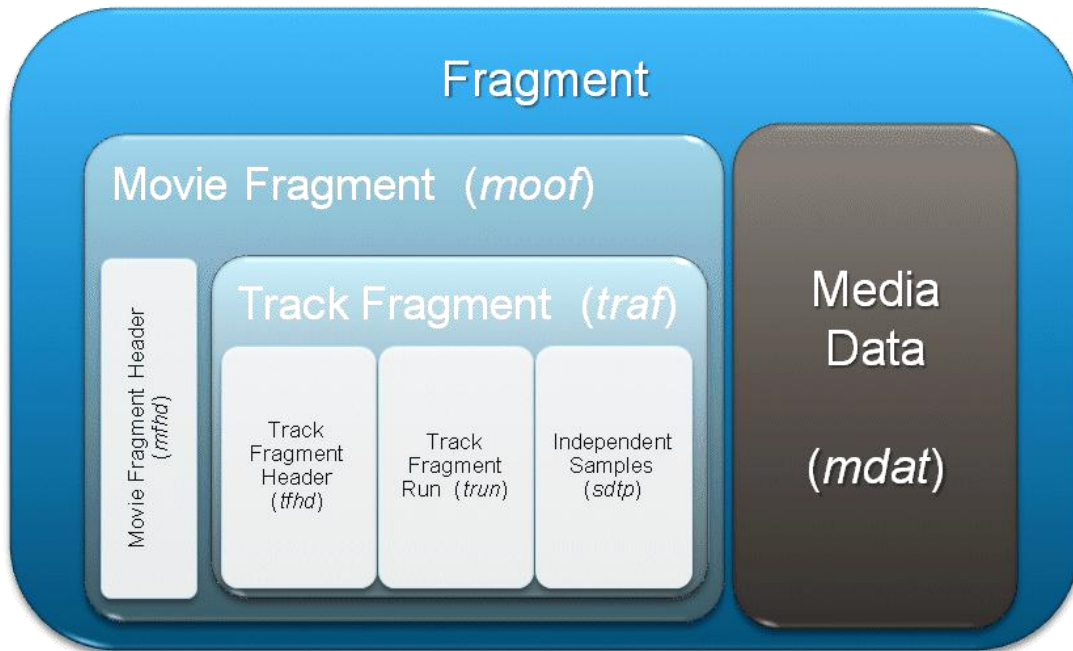 Fragment
Movie Fragment (moof)
Movie Fragment Header
(mfhd)
Track Fragment (traf)
Track
Fragment
Header
(tfhd)
Track
Fragment
Run (trun)
Independent
Samples
(sdtp)
Media
Data
(mdat)